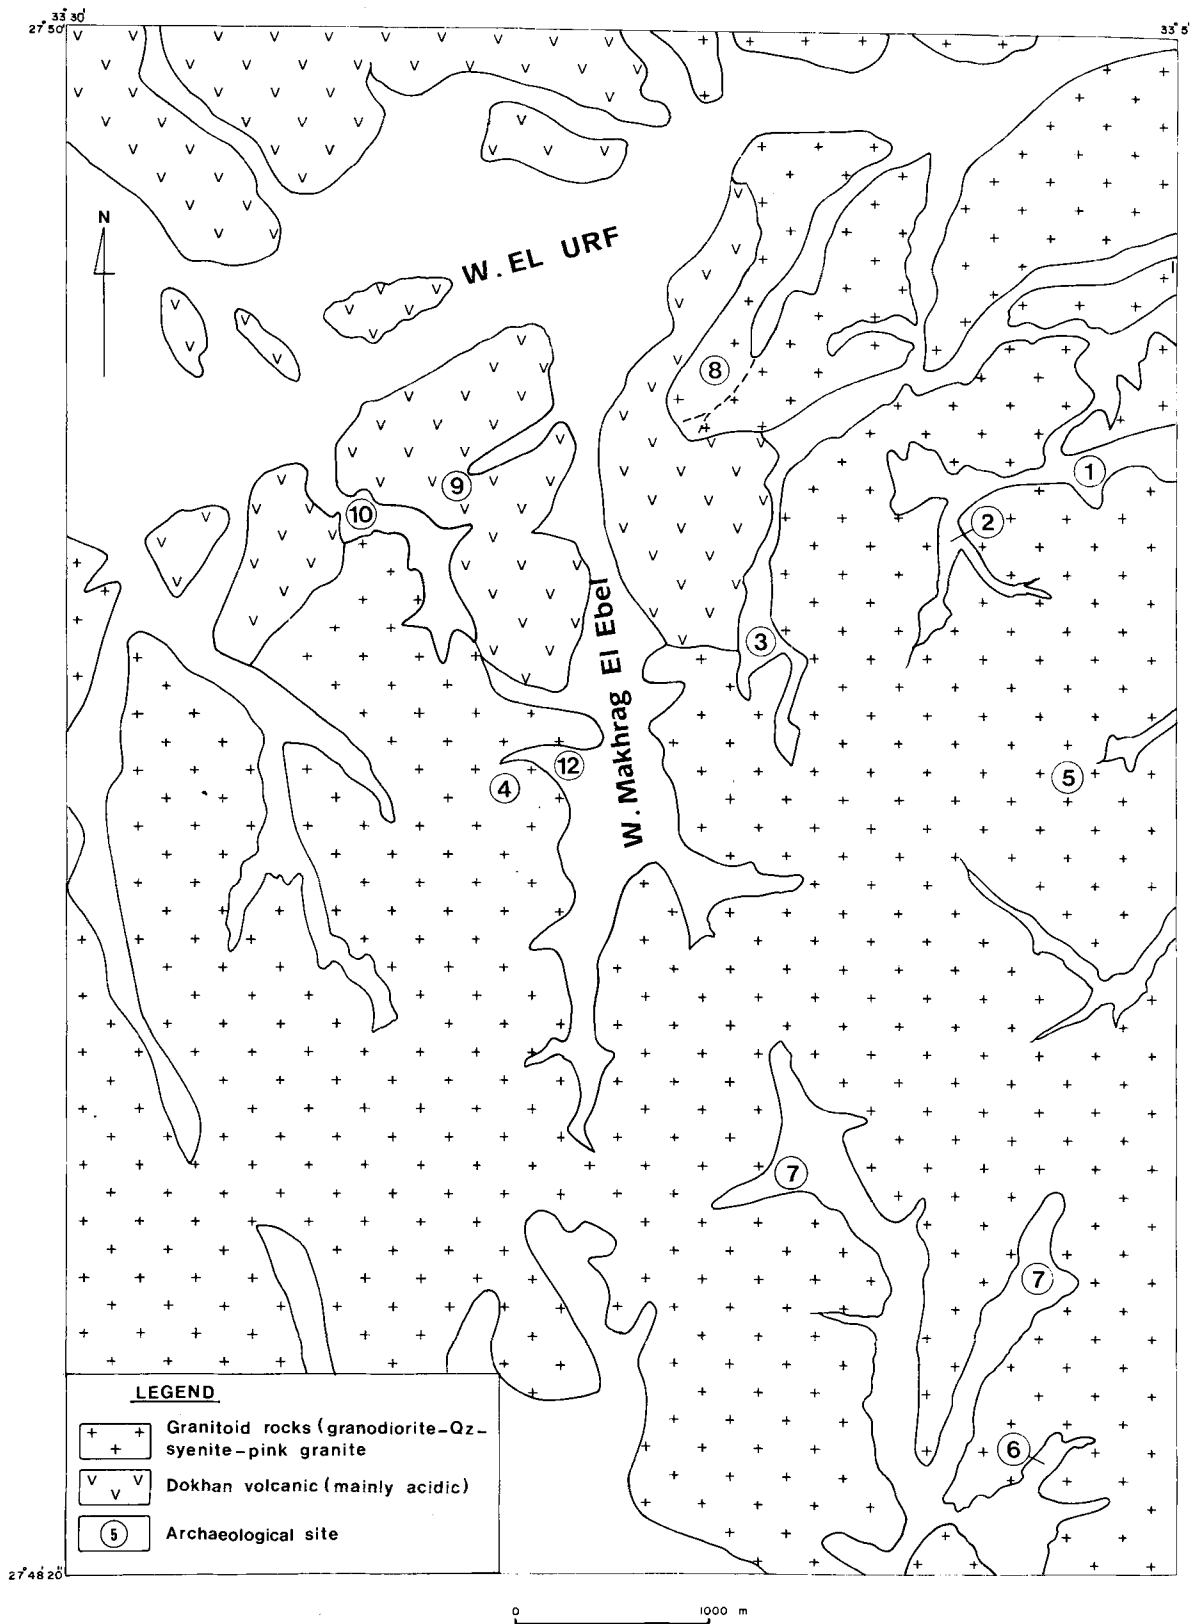 33° 30'
27° 50'
33° 5'
N
W. EL URF
8
1
9
10
2
W. Makhrag El Ebel
3
12
4
5
7
7
6
LEGEND
Granitoid rocks (granodiorite-Qz-
syenite-pink granite
Dokhan volcanic (mainly acidic)
5
Archaeological site
27° 48' 20"
0
1000 m